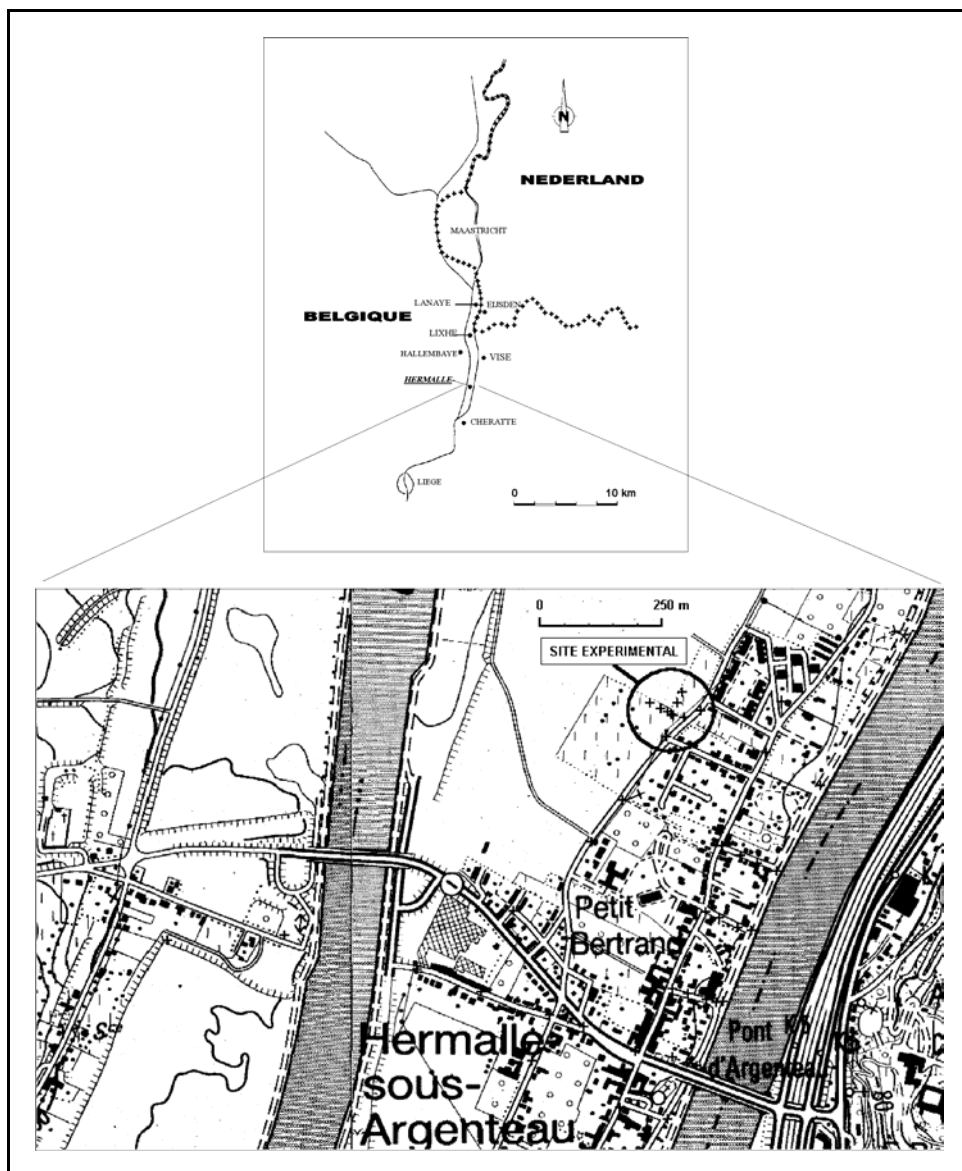 N
NEDERLAND
MAASTRICHT
LANAYE
EIJSDEN
BELGIQUE
LIXHE
HALLEMBAYE
VISE
HERMALLE
CHERATTE
LIEGE
0 10 km
0 250 m
SITE EXPERIMENTAL
Petit
Bertrand
Pont
d'Argenteau
Hermalle-
sous-
Argenteau
80